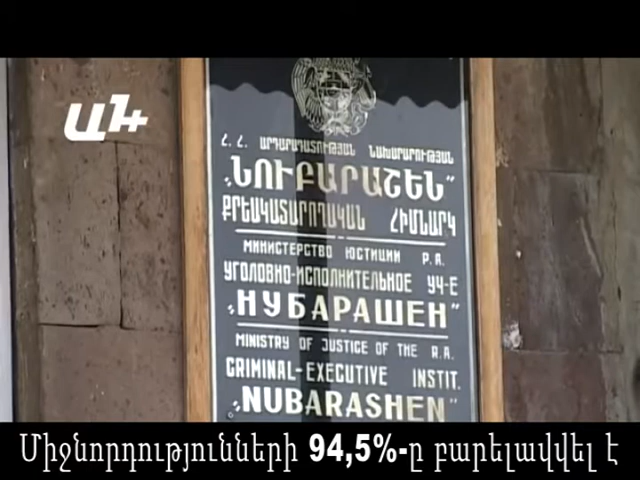 ան+
Հ. Հ. ԱՐԴԱՐԱԴԱՏՈՒԹՅԱՆ ՆԱԽԱՐԱՐՈՒԹՅԱՆ
„ՆՈՒԲԱՐԱՇԵՆ”
ՔՐԵԱԿԱՏԱՐՈՂԱԿԱՆ ՀԻՄՆԱՐԿ
МИНИСТЕРСТВО ЮСТИЦИИ Р.А.
УГОЛОВНО-ИСПОЛНИТЕЛЬНОЕ УЧ-Е
„НУБАРАШЕН”
MINISTRY OF JUSTICE OF THE R.A.
CRIMINAL-EXECUTIVE INSTIT.
„NUBARASHEN”
Միջնորդությունների 94,5%-ը բարելավվել է